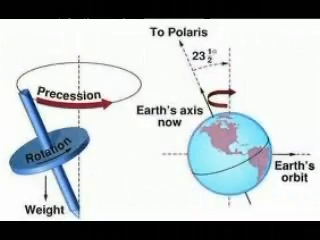 Precession
Rotation
Weight
To Polaris
23 1/2°
Earth's axis
now
Earth's
orbit